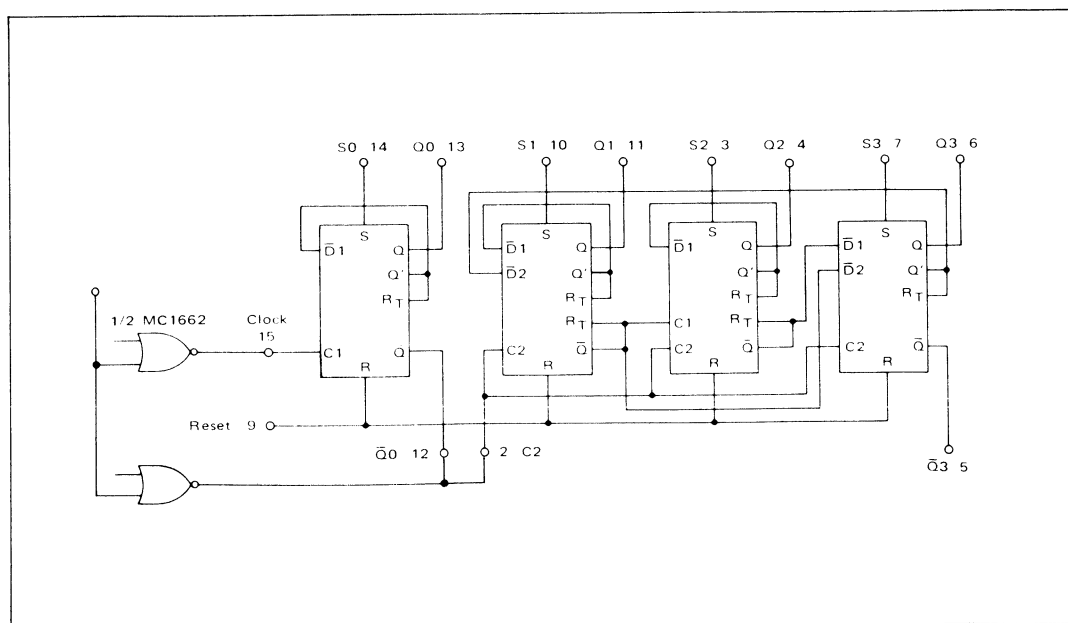 S0 14 Q0 13 S1 10 Q1 11 S2 3 Q2 4 S3 7 Q3 6
S S S S
D̄1 Q D̄1 Q D̄1 Q D̄1 Q
Q' D̄2 Q' Q' D̄2 Q'
RT RT RT RT
1/2 MC1662 Clock
15
RT C1 RT
C1 Q C2 Q̄ C2 Q̄ C2 Q̄
R R R R
Reset 9
Q̄0 12 2 C2
Q̄3 5